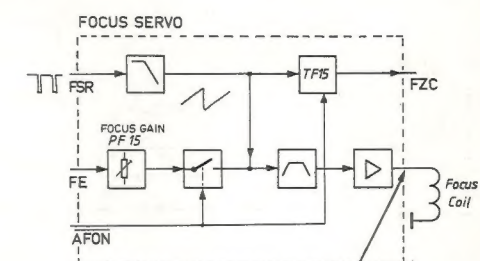 FOCUS SERVO
FSR
TF15
FZC
FOCUS GAIN
PF 15
FE
Focus
Coil
AFON